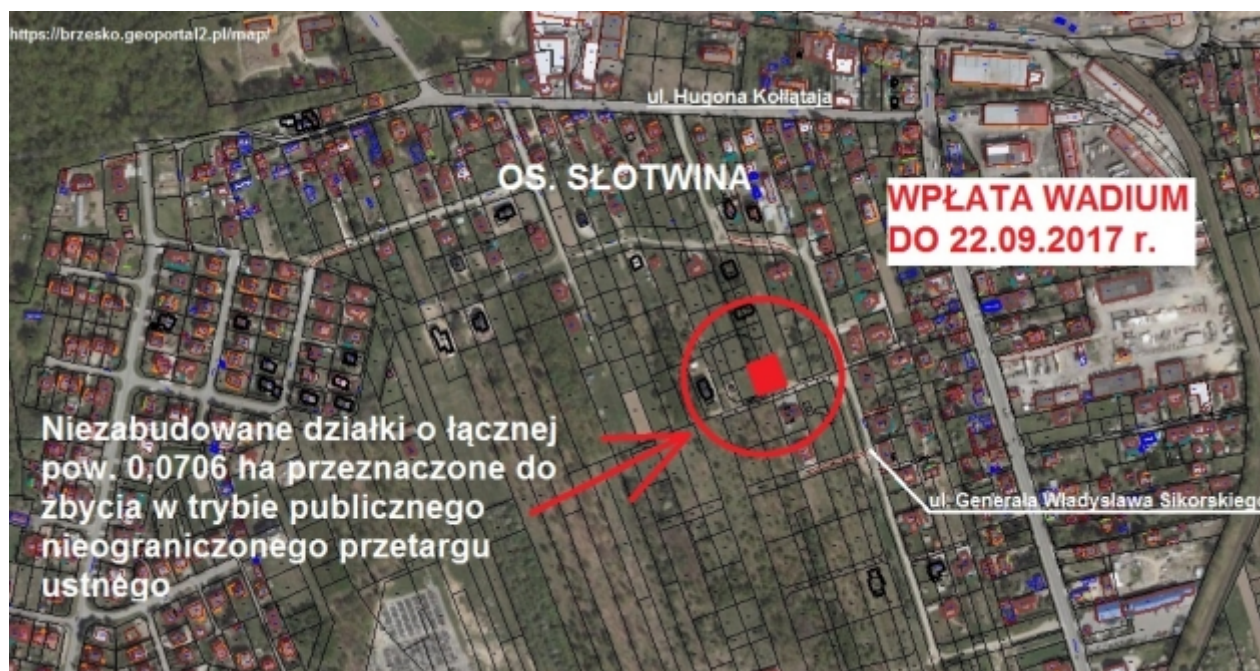 https://brzesko.geoportal2.pl/map/
ul. Hugona Kołłątaja
OS. SŁOTWINA
WPŁATA WADIUM
DO 22.09.2017 r.
Niezabudowane działki o łącznej
pow. 0,0706 ha przeznaczone do
zbycia w trybie publicznego
nieograniczonego przetargu
ustnego
ul. Generała Władysława Sikorskiego